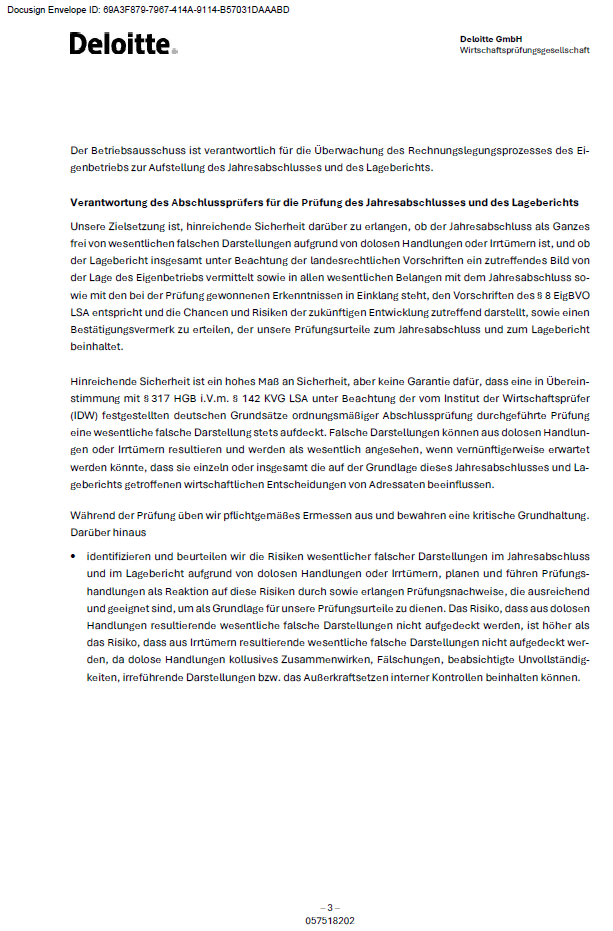 Docusign Envelope ID: 69A3F879-7967-414A-9114-B57031DAAABD
Deloitte.
Deloitte GmbH
Wirtschaftsprüfungsgesellschaft
Der Betriebsausschuss ist verantwortlich für die Überwachung des Rechnungslegungsprozesses des Ei-
genbetriebs zur Aufstellung des Jahresabschlusses und des Lageberichts.
Verantwortung des Abschlussprüfers für die Prüfung des Jahresabschlusses und des Lageberichts
Unsere Zielsetzung ist, hinreichende Sicherheit darüber zu erlangen, ob der Jahresabschluss als Ganzes
frei von wesentlichen falschen Darstellungen aufgrund von dolosen Handlungen oder Irrtümern ist, und ob
der Lagebericht insgesamt unter Beachtung der landesrechtlichen Vorschriften ein zutreffendes Bild von
der Lage des Eigenbetriebs vermittelt sowie in allen wesentlichen Belangen mit dem Jahresabschluss so-
wie mit den bei der Prüfung gewonnenen Erkenntnissen in Einklang steht, den Vorschriften des § 8 EigBVO
LSA entspricht und die Chancen und Risiken der zukünftigen Entwicklung zutreffend darstellt, sowie einen
Bestätigungsvermerk zu erteilen, der unsere Prüfungsurteile zum Jahresabschluss und zum Lagebericht
beinhaltet.
Hinreichende Sicherheit ist ein hohes Maß an Sicherheit, aber keine Garantie dafür, dass eine in Überein-
stimmung mit § 317 HGB i.V.m. § 142 KVG LSA unter Beachtung der vom Institut der Wirtschaftsprüfer
(IDW) festgestellten deutschen Grundsätze ordnungsmäßiger Abschlussprüfung durchgeführte Prüfung
eine wesentliche falsche Darstellung stets aufdeckt. Falsche Darstellungen können aus dolosen Handlun-
gen oder Irrtümern resultieren und werden als wesentlich angesehen, wenn vernünftigerweise erwartet
werden könnte, dass sie einzeln oder insgesamt die auf der Grundlage dieses Jahresabschlusses und La-
geberichts getroffenen wirtschaftlichen Entscheidungen von Adressaten beeinflussen.
Während der Prüfung üben wir pflichtgemäßes Ermessen aus und bewahren eine kritische Grundhaltung.
Darüber hinaus
• identifizieren und beurteilen wir die Risiken wesentlicher falscher Darstellungen im Jahresabschluss
und im Lagebericht aufgrund von dolosen Handlungen oder Irrtümern, planen und führen Prüfungs-
handlungen als Reaktion auf diese Risiken durch sowie erlangen Prüfungsnachweise, die ausreichend
und geeignet sind, um als Grundlage für unsere Prüfungsurteile zu dienen. Das Risiko, dass aus dolosen
Handlungen resultierende wesentliche falsche Darstellungen nicht aufgedeckt werden, ist höher als
das Risiko, dass aus Irrtümern resultierende wesentliche falsche Darstellungen nicht aufgedeckt wer-
den, da dolose Handlungen kollusives Zusammenwirken, Fälschungen, beabsichtigte Unvollständig-
keiten, irreführende Darstellungen bzw. das Außerkraftsetzen interner Kontrollen beinhalten können.
– 3 –
057518202